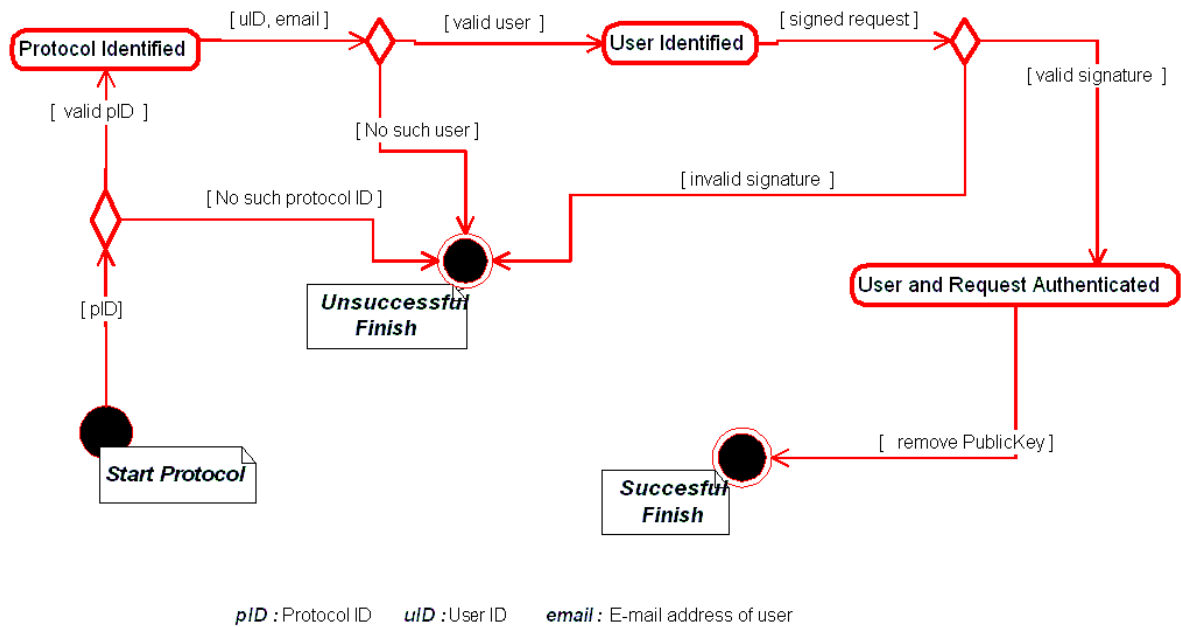 [ uID, email ]
[ valid user ]
[ signed request ]
Protocol Identified
User Identified
[ valid signature ]
[ valid pID ]
[ No such user ]
[ invalid signature ]
[ No such protocol ID ]
User and Request Authenticated
[ pID]
Unsuccessful
Finish
[ remove PublicKey ]
Start Protocol
Succesful
Finish
pID : Protocol ID uID : User ID email : E-mail address of user